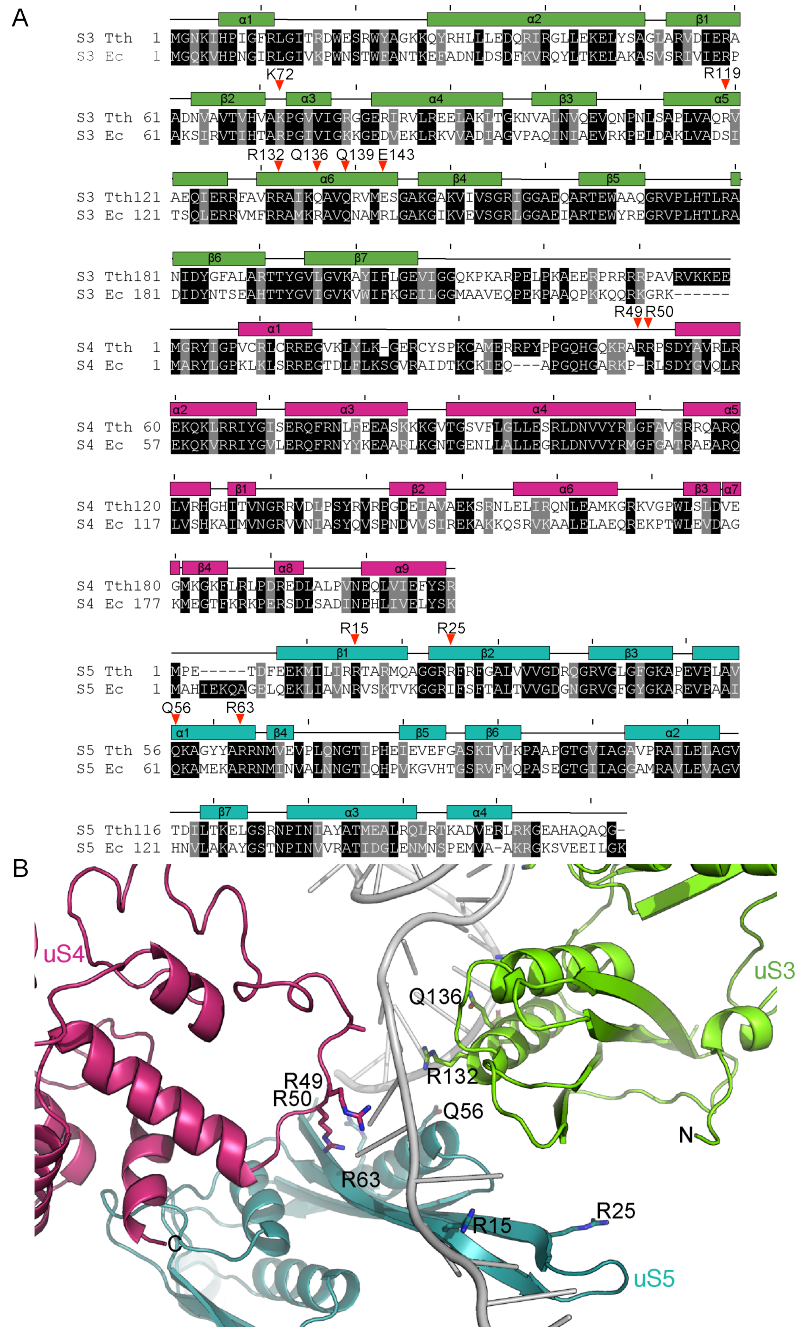 A
α1 α2 β1
S3 Tth 1 MGNKIHPIGFRLGITRDWESRWYAGKKQYRHLLLEDQRIRGLLEKELYSAGLARVDIERA
S3 Ec 1 MGQKVHPNGIRLGIVKPWNSTWFANTKEFADNLDSDFKVRQYLTKELAKASVSRIVIERP
K72 R119
β2 α3 α4 β3 α5
S3 Tth 61 ADNVAVTVHVAKPGVVIGRGGERIRVLREELAKLTGKNVALNVQEVQNPNLSAPLVAQRV
S3 Ec 61 AKSIRVTIHTARPGIVIGKKGEDVEKLRKVVADIAGVPAQINIAEVRKPELDAKLVADSI
R132 Q136 Q139 E143
α6 β4 β5
S3 Tth121 AEQIERRFAVRRAIKQAVQRVMESGAKGAKVIVSGRIGGAEQARTEWAAQGRVPLHTLRA
S3 Ec 121 TSQLERRVMFRRAMKRAVQNAMRLGAKGIKVEVSGRLGGAEIARTEWYREGRVPLHTLRA
β6 β7
S3 Tth181 NIDYGFALARTTYGVLGVKAYIFLGEVIGGQKPKARPELPKAEERPRRRRPAVRVKKEE
S3 Ec 181 DIDYNTSEAHTTYGVIGVKVWIFKGEILGGMAAVEQPEKPAAQPKKQQRKGRK------
R49 R50
α1
S4 Tth 1 MGRYIGPVCRLCRREGVKLYLK-GERCYSPKCAMERRPYPPGQHGQKRARRPSDYAVRLR
S4 Ec 1 MARYLGPKLKLSRREGTDLFLKSGVRAIDTKCKIEQ---APGQHGARKP-RLSDYGVQLR
α2 α3 α4 α5
S4 Tth 60 EKQKLRRIYGISERQFRNLFEEASKKKGVTGSVFLGLLESRLDNVVYRLGFAVSRRQARQ
S4 Ec 57 EKQKVRRIYGVLERQFRNYYKEAARLKGNTGENLLALLEGRLDNVVYRMGFGATRAEARQ
β1 β2 α6 β3 α7
S4 Tth120 LVRHGHITVNGRRVDLPSYRVRPGDEIAVAEKSRNLELIRQNLEAMKGRKVGPWLSLDVE
S4 Ec 117 LVSHKAIMVNGRVVNIASYQVSPNDVVSIREKAKKQSRVKAALELAEQREKPTWLEVDAG
β4 α8 α9
S4 Tth180 GMKGKFLRLPDREDLALPVNEQLVIEFYSR
S4 Ec 177 KMEGTFKRKPERSDLSADINEHLIVELYSK
R15 R25
β1 β2 β3
S5 Tth 1 MPE-----TDFEEKMILIRRTARMQAGGRRFRFGALVVVGDRQGRVGLGFGKAPEVPLAV
S5 Ec 1 MAHIEKQAGELQEKLIAVNRVSKTVKGGRIFSFTALTVVGDGNGRVGFGYGKAREVPAAI
Q56 R63
α1 β4 β5 β6 α2
S5 Tth 56 QKAGYYARRNMVEVPLQNGTIPHEIEVEFGASKIVLKPAAPGTGVIAGAVPRAILELAGV
S5 Ec 61 QKAMEKARRNMINVALNNGTLQHPVKGVHTGSRVFMQPASEGTGIIAGGAMRAVLEVAGV
β7 α3 α4
S5 Tth116 TDILTKELGSRNPINIAYATMEALRQLRTKADVERLRKGEAHAQAQG-
S5 Ec 121 HNVLAKAYGSTNPINVVRATIDGLENMNSPEMVA-AKRGKSVEEILGK
B
uS4
uS3
Q136
R132
R49
R50
Q56
N
R63
R15
R25
C
uS5